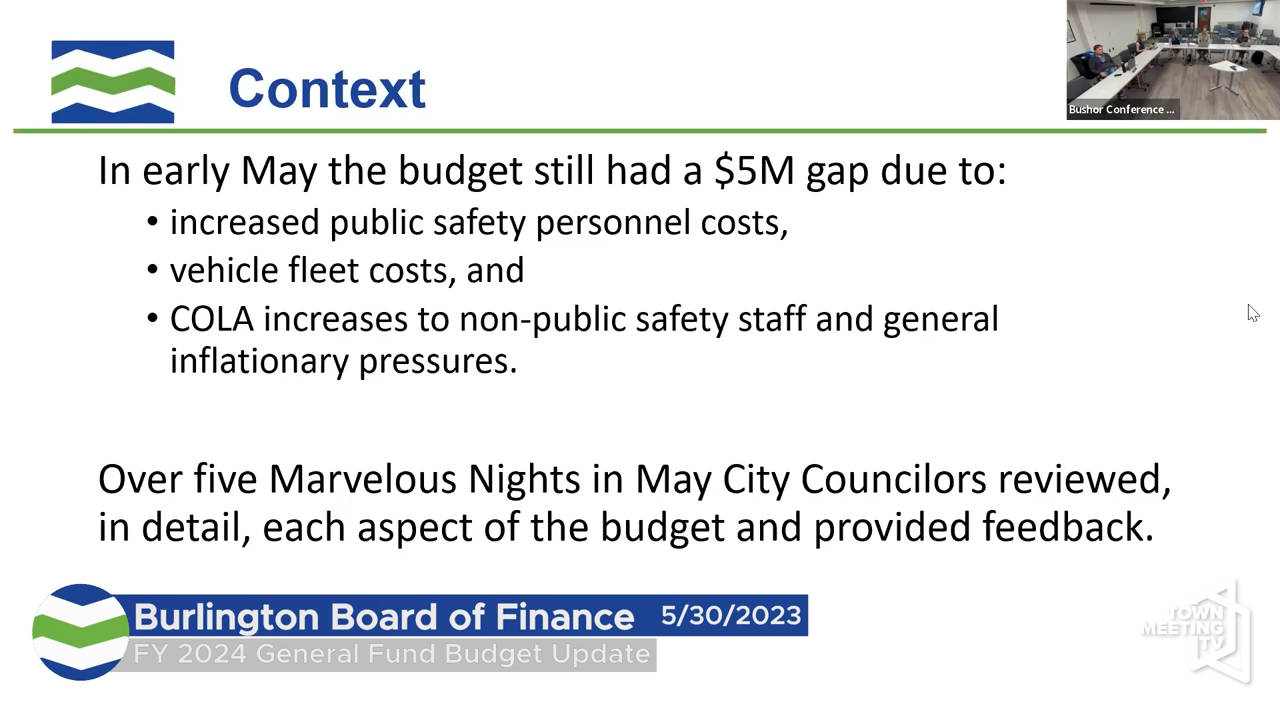 Context
Bushor Conference ...
In early May the budget still had a $5M gap due to:
• increased public safety personnel costs,
• vehicle fleet costs, and
• COLA increases to non-public safety staff and general
inflationary pressures.
Over five Marvelous Nights in May City Councilors reviewed,
in detail, each aspect of the budget and provided feedback.
Burlington Board of Finance 5/30/2023
FY 2024 General Fund Budget Update
TOWN
MEETING
TV